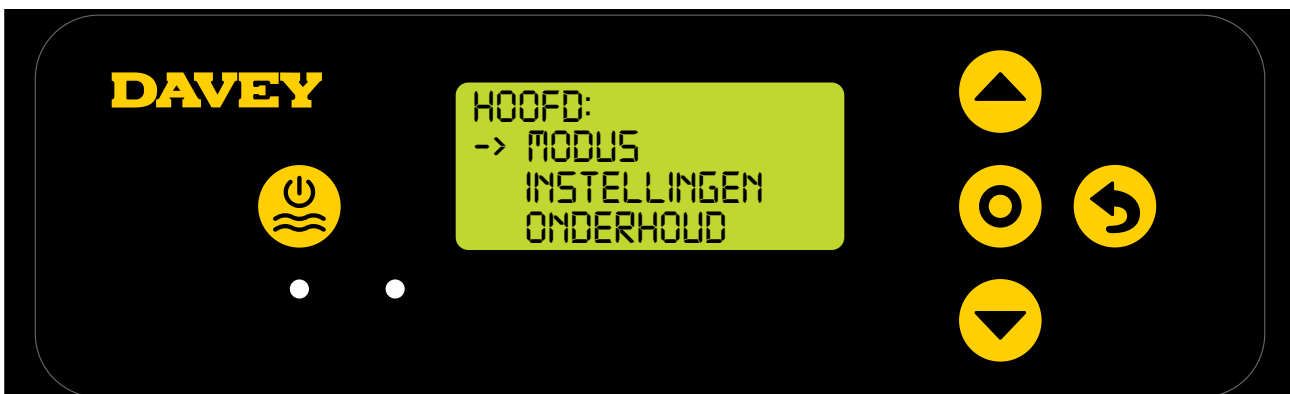 DAVEY
HOOFD:
-> MODUS
INSTELLINGEN
ONDERHOUD